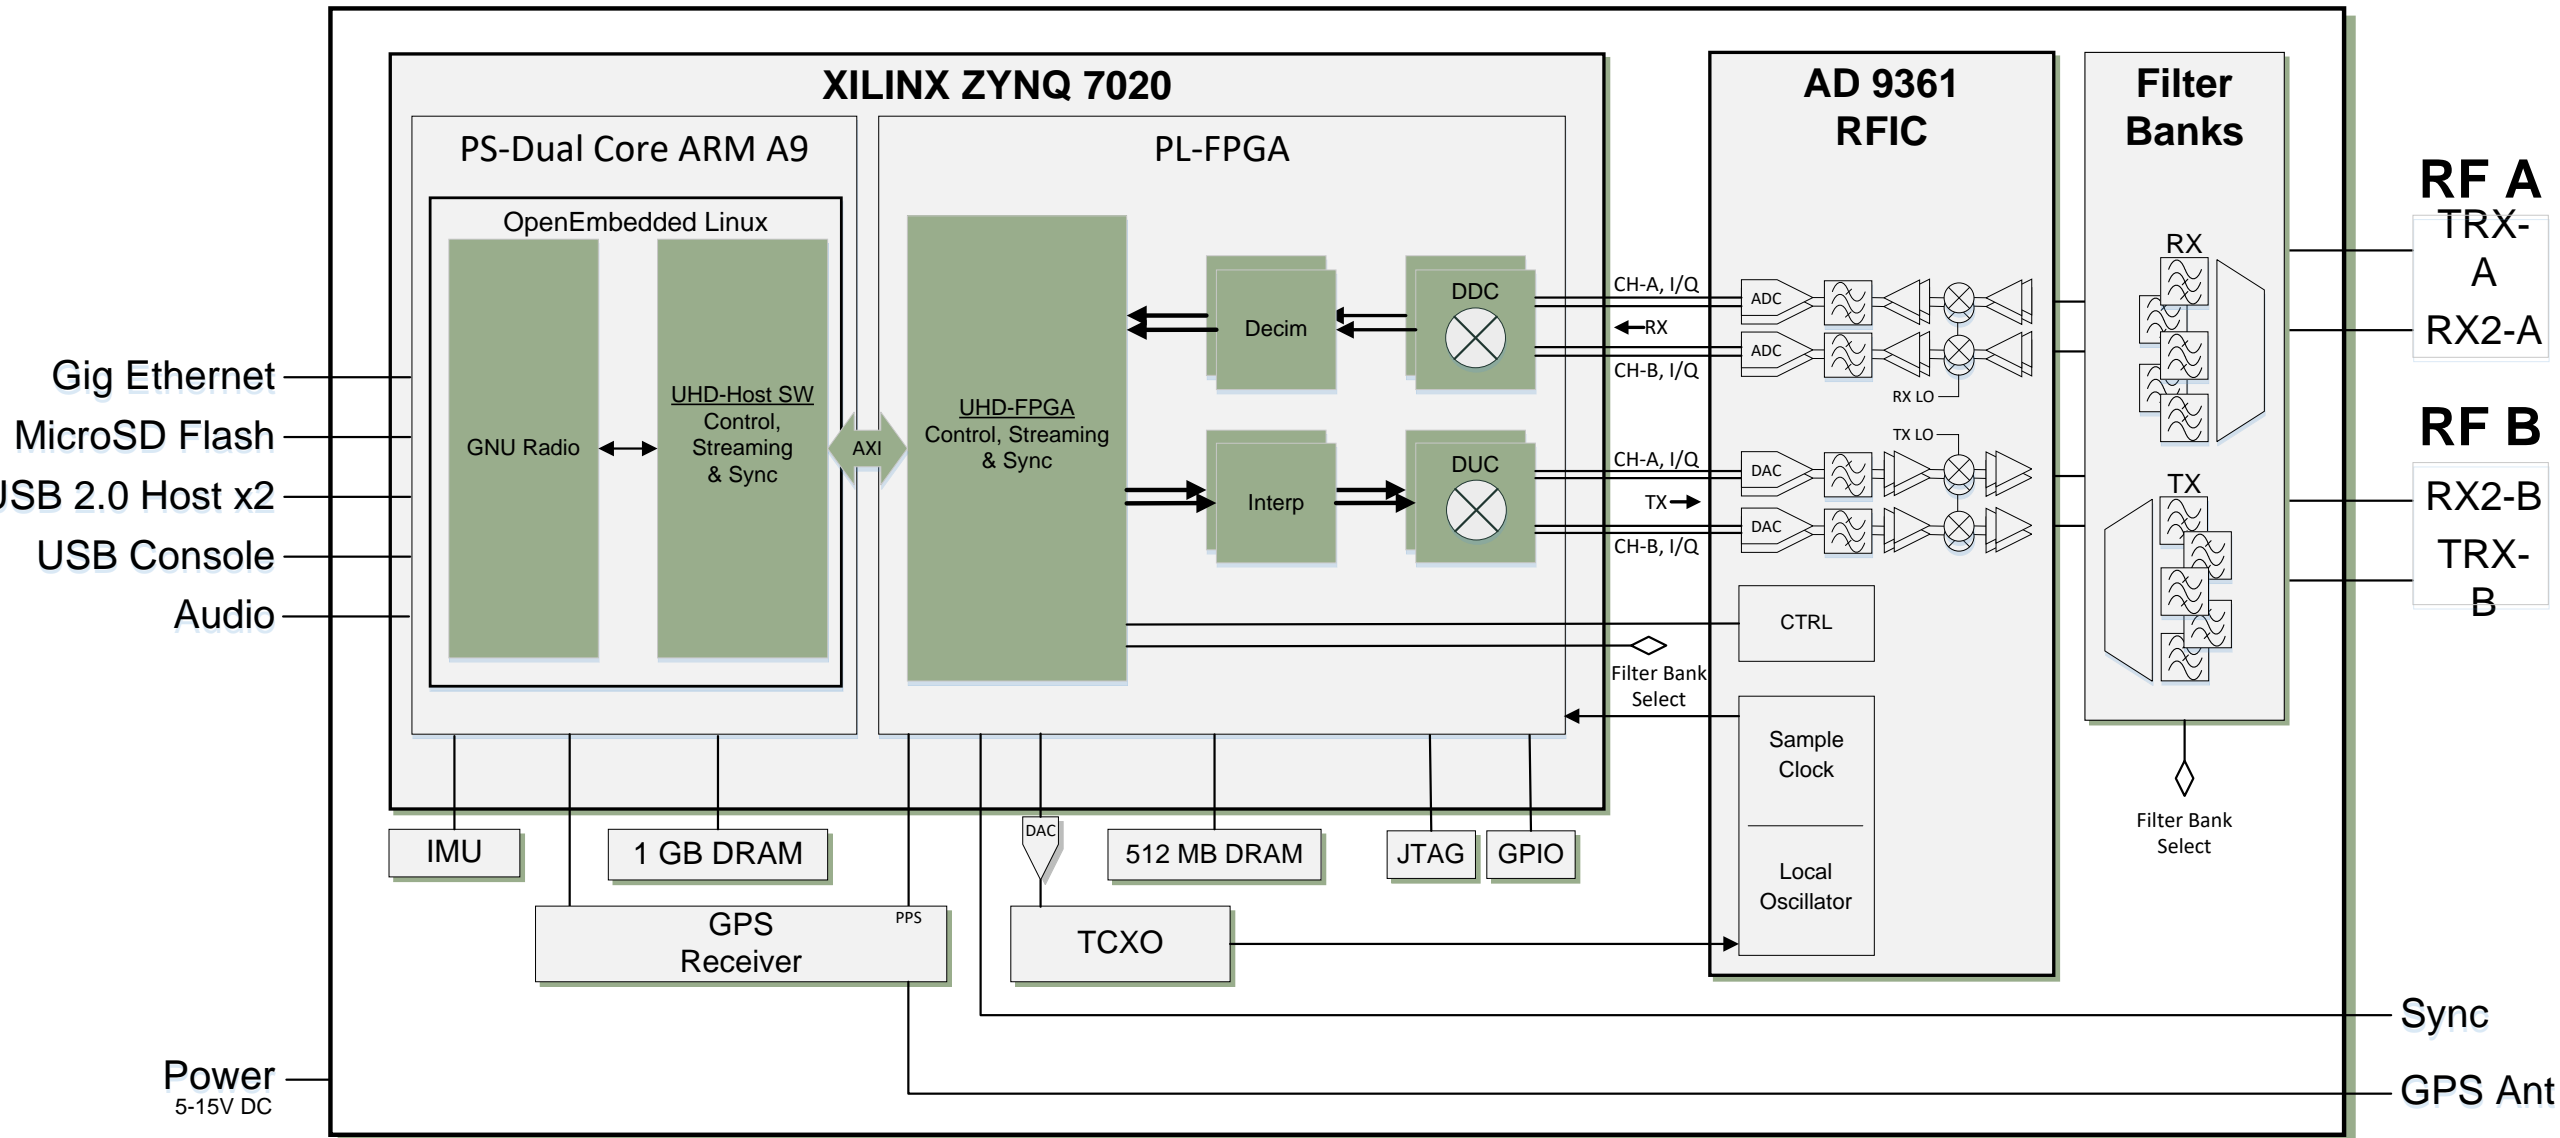 XILINX ZYNQ 7020
PS-Dual Core ARM A9
OpenEmbedded Linux
GNU Radio
UHD-Host SW
Control,
Streaming
& Sync
AXI
PL-FPGA
UHD-FPGA
Control, Streaming
& Sync
Decim
DDC
Interp
DUC
CH-A, I/Q
RX
CH-B, I/Q
CH-A, I/Q
TX
CH-B, I/Q
Filter Bank
Select
AD 9361
RFIC
ADC
ADC
RX LO
TX LO
DAC
DAC
CTRL
Sample
Clock
Local
Oscillator
Filter
Banks
RX
TX
Filter Bank
Select
RF A
TRX-
A
RX2-A
RF B
RX2-B
TRX-
B
Gig Ethernet
MicroSD Flash
USB 2.0 Host x2
USB Console
Audio
IMU
1 GB DRAM
DAC
512 MB DRAM
JTAG
GPIO
GPS
Receiver
PPS
TCXO
Sync
GPS Ant
Power
5-15V DC